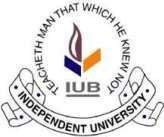 TEACHETH MAN THAT WHICH HE KNEW NOT
IUB
INDEPENDENT UNIVERSITY